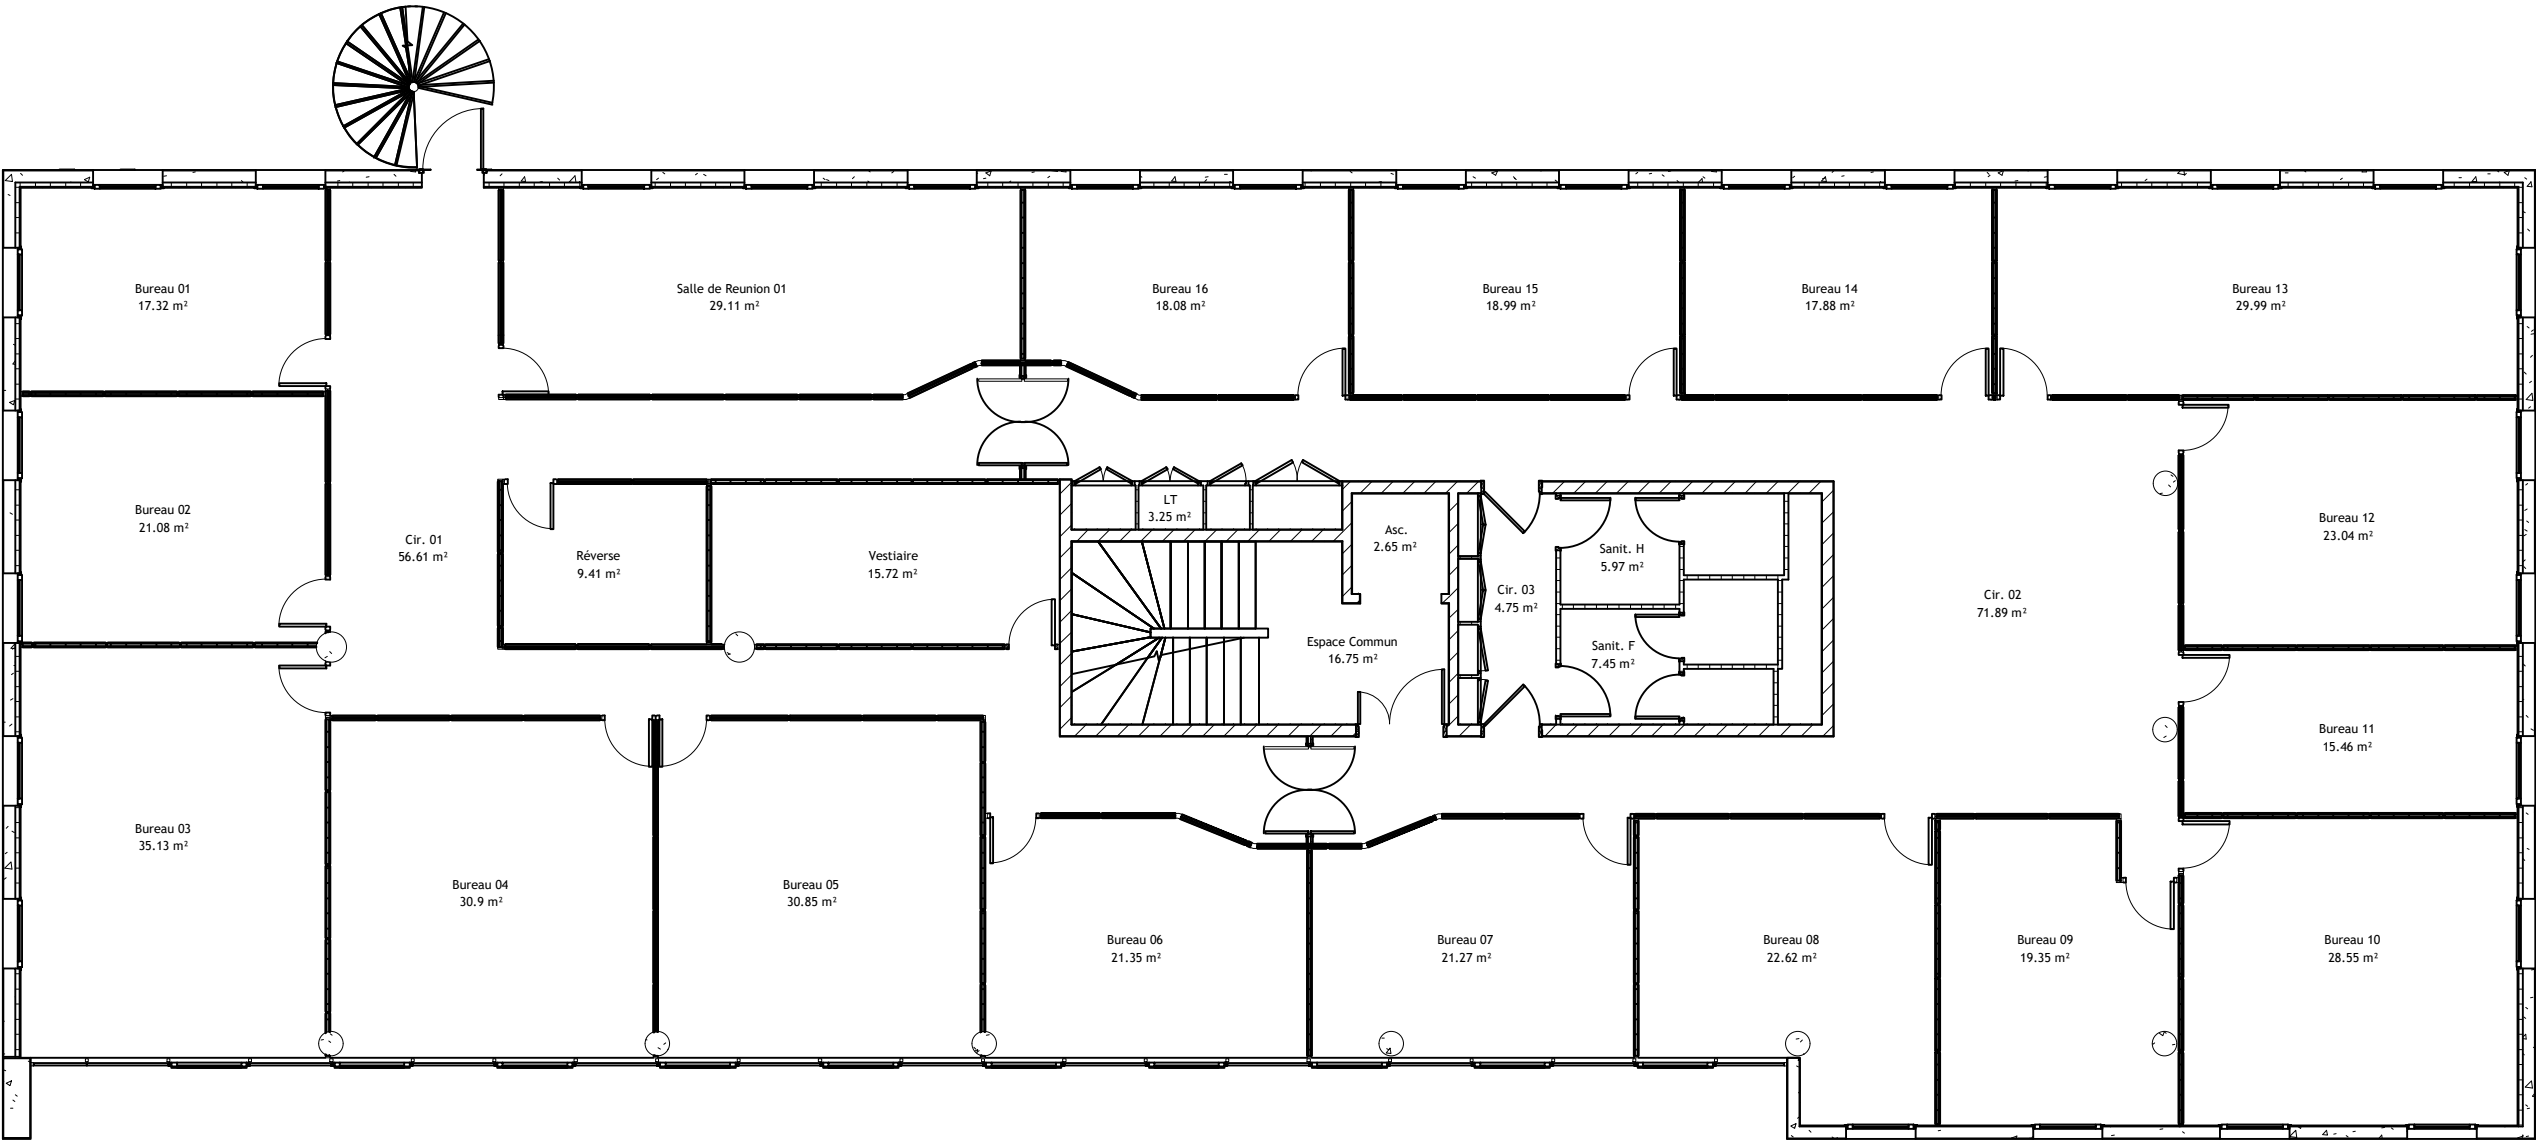 Bureau 01
17.32 m²
Salle de Reunion 01
29.11 m²
Bureau 16
18.08 m²
Bureau 15
18.99 m²
Bureau 14
17.88 m²
Bureau 13
29.99 m²
Bureau 02
21.08 m²
Cir. 01
56.61 m²
Réverse
9.41 m²
Vestiaire
15.72 m²
LT
3.25 m²
Asc.
2.65 m²
Espace Commun
16.75 m²
Cir. 03
4.75 m²
Sanit. H
5.97 m²
Sanit. F
7.45 m²
Cir. 02
71.89 m²
Bureau 12
23.04 m²
Bureau 11
15.46 m²
Bureau 03
35.13 m²
Bureau 04
30.9 m²
Bureau 05
30.85 m²
Bureau 06
21.35 m²
Bureau 07
21.27 m²
Bureau 08
22.62 m²
Bureau 09
19.35 m²
Bureau 10
28.55 m²